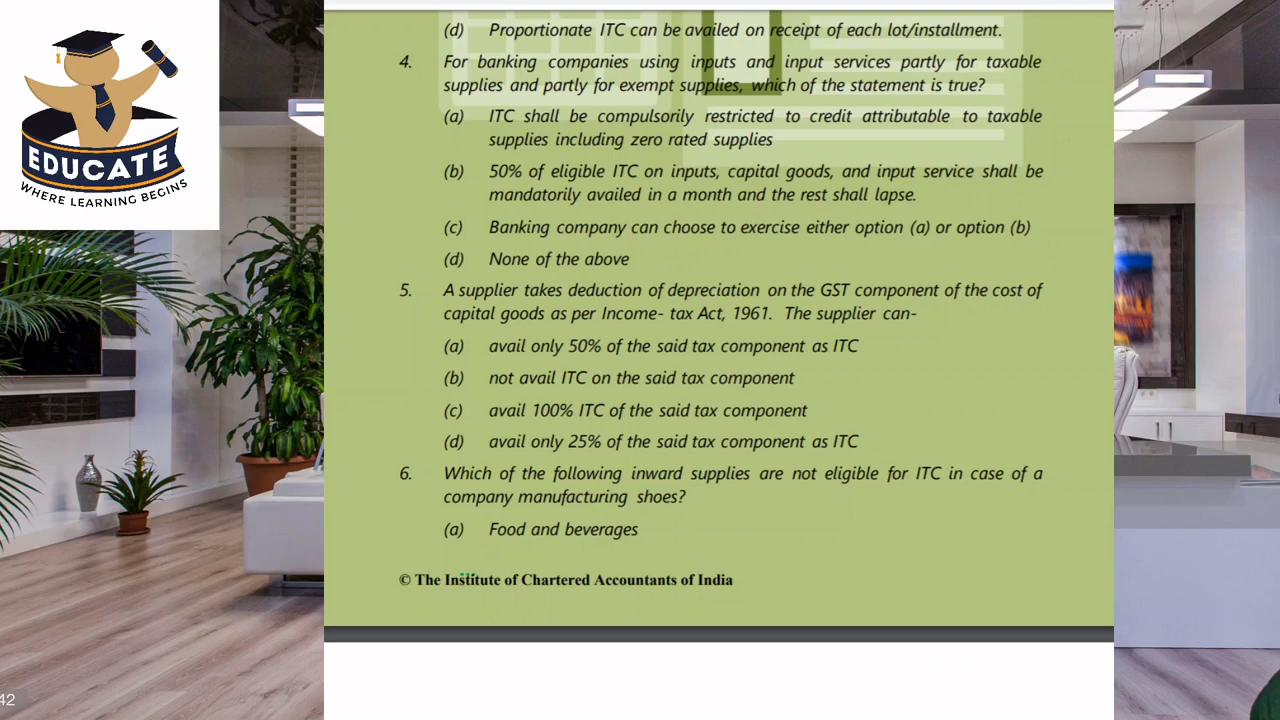 EDUCATE
WHERE LEARNING BEGINS
(d) Proportionate ITC can be availed on receipt of each lot/installment.
4. For banking companies using inputs and input services partly for taxable
supplies and partly for exempt supplies, which of the statement is true?
(a) ITC shall be compulsorily restricted to credit attributable to taxable
supplies including zero rated supplies
(b) 50% of eligible ITC on inputs, capital goods, and input service shall be
mandatorily availed in a month and the rest shall lapse.
(c) Banking company can choose to exercise either option (a) or option (b)
(d) None of the above
5. A supplier takes deduction of depreciation on the GST component of the cost of
capital goods as per Income- tax Act, 1961. The supplier can-
(a) avail only 50% of the said tax component as ITC
(b) not avail ITC on the said tax component
(c) avail 100% ITC of the said tax component
(d) avail only 25% of the said tax component as ITC
6. Which of the following inward supplies are not eligible for ITC in case of a
company manufacturing shoes?
(a) Food and beverages
© The Institute of Chartered Accountants of India
42